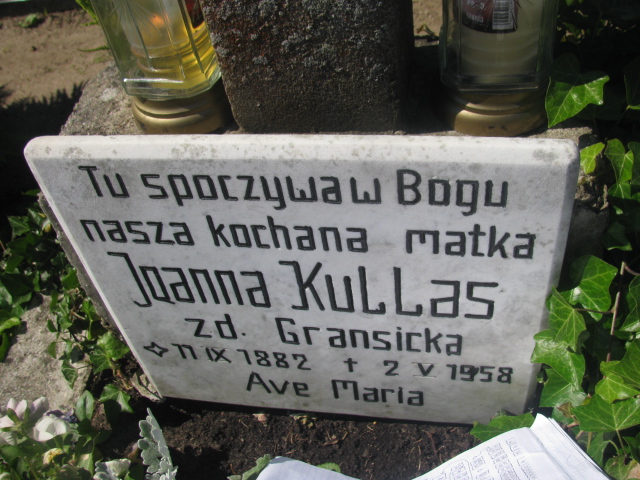 Tu spoczywa w Bogu
nasza kochana matka
Joanna Kullas
zd. Gransicka
11 IX 1882 + 2 V 1958
Ave Maria